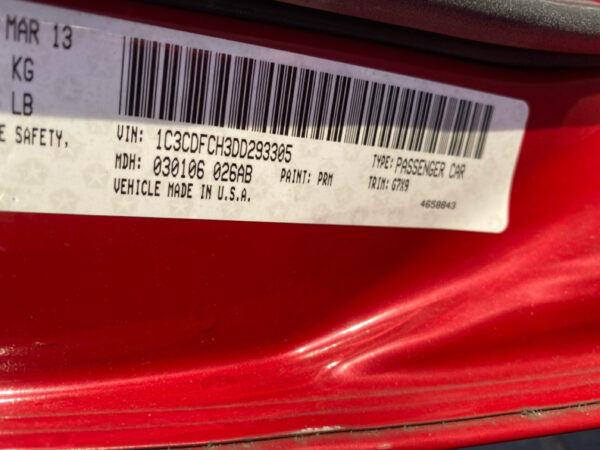 MAR 13
KG
LB
E SAFETY,
VIN: 1C3CDFCH3DD293305
TYPE: PASSENGER CAR
MDH: 030106 026AB
PAINT: PRM
TRIM: G7X9
VEHICLE MADE IN U.S.A.
4658843